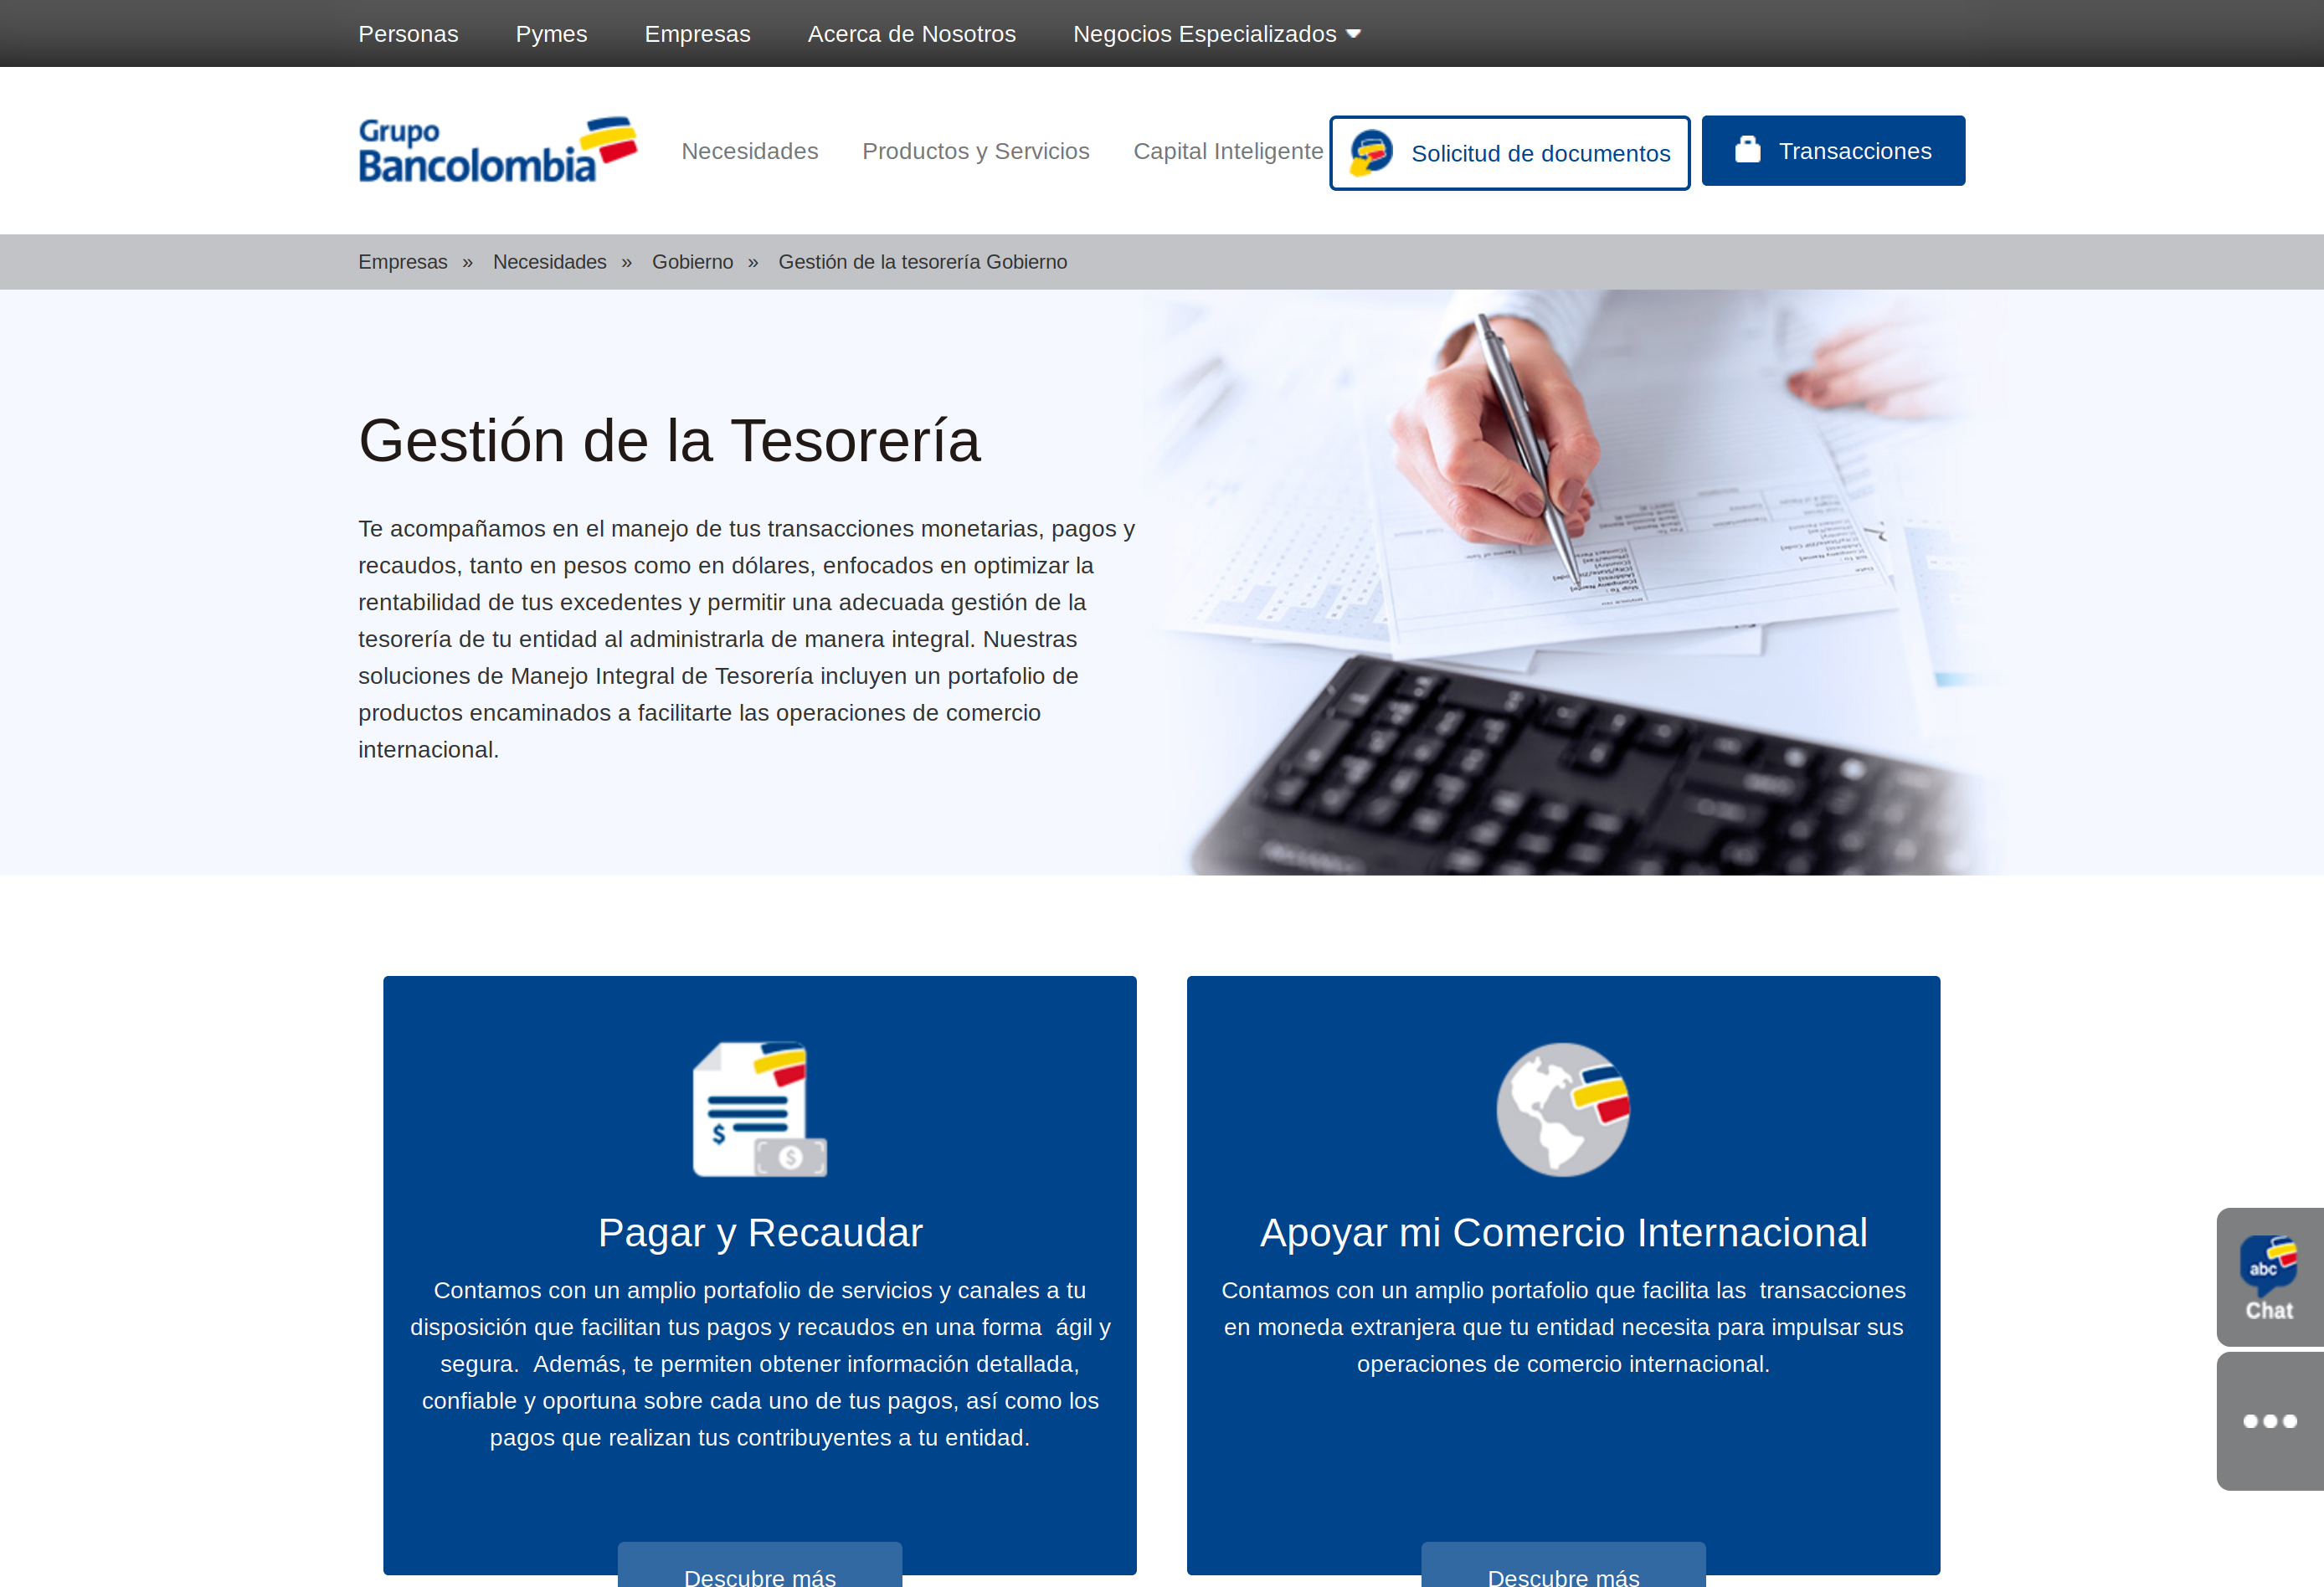 Personas Pymes Empresas Acerca de Nosotros Negocios Especializados
Grupo
Bancolombia
Necesidades Productos y Servicios Capital Inteligente Solicitud de documentos Transacciones
Empresas » Necesidades » Gobierno » Gestión de la tesorería Gobierno
Gestión de la Tesorería
Te acompañamos en el manejo de tus transacciones monetarias, pagos y
recaudos, tanto en pesos como en dólares, enfocados en optimizar la
rentabilidad de tus excedentes y permitir una adecuada gestión de la
tesorería de tu entidad al administrarla de manera integral. Nuestras
soluciones de Manejo Integral de Tesorería incluyen un portafolio de
productos encaminados a facilitarte las operaciones de comercio
internacional.
$
$
Pagar y Recaudar
Contamos con un amplio portafolio de servicios y canales a tu
disposición que facilitan tus pagos y recaudos en una forma  ágil y
segura.  Además, te permiten obtener información detallada,
confiable y oportuna sobre cada uno de tus pagos, así como los
pagos que realizan tus contribuyentes a tu entidad.
Descubre más
Apoyar mi Comercio Internacional
Contamos con un amplio portafolio que facilita las  transacciones
en moneda extranjera que tu entidad necesita para impulsar sus
operaciones de comercio internacional.
Descubre más
abc
Chat